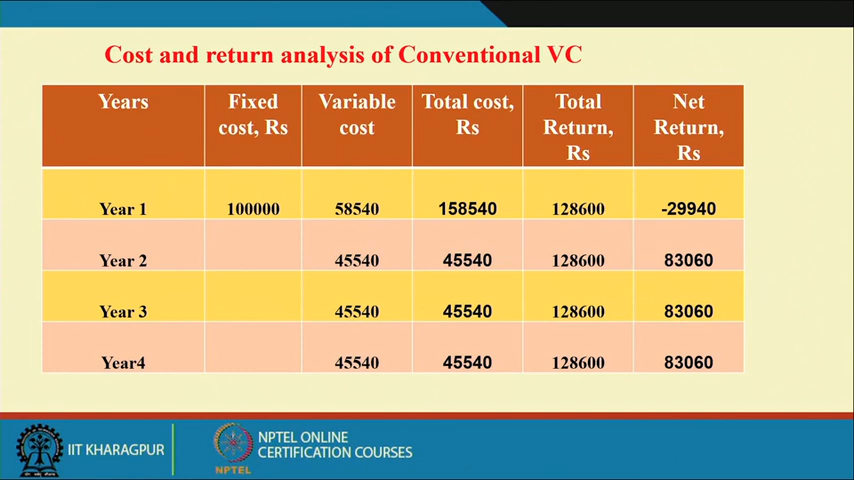 Cost and return analysis of Conventional VC
Years Fixed cost, Rs Variable cost Total cost, Rs Total Return, Rs Net Return, Rs
Year 1 100000 58540 158540 128600 -29940
Year 2 45540 45540 128600 83060
Year 3 45540 45540 128600 83060
Year4 45540 45540 128600 83060
IIT KHARAGPUR
NPTEL
NPTEL ONLINE
CERTIFICATION COURSES